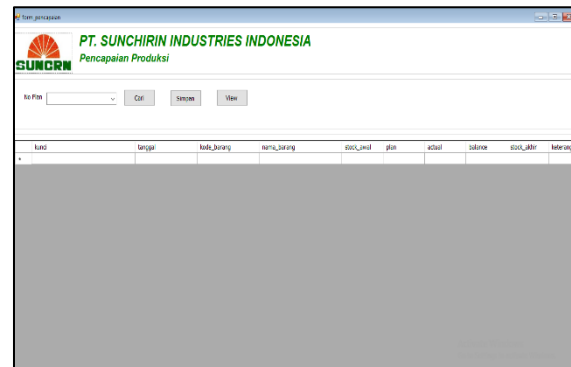 form_pencapaian
PT. SUNCHIRIN INDUSTRIES INDONESIA
Pencapaian Produksi
SUNCRN
No Plan
Cari
Simpan
View
kunci tanggal kode_barang nama_barang stock_awal plan actual balance stock_akhir keterang